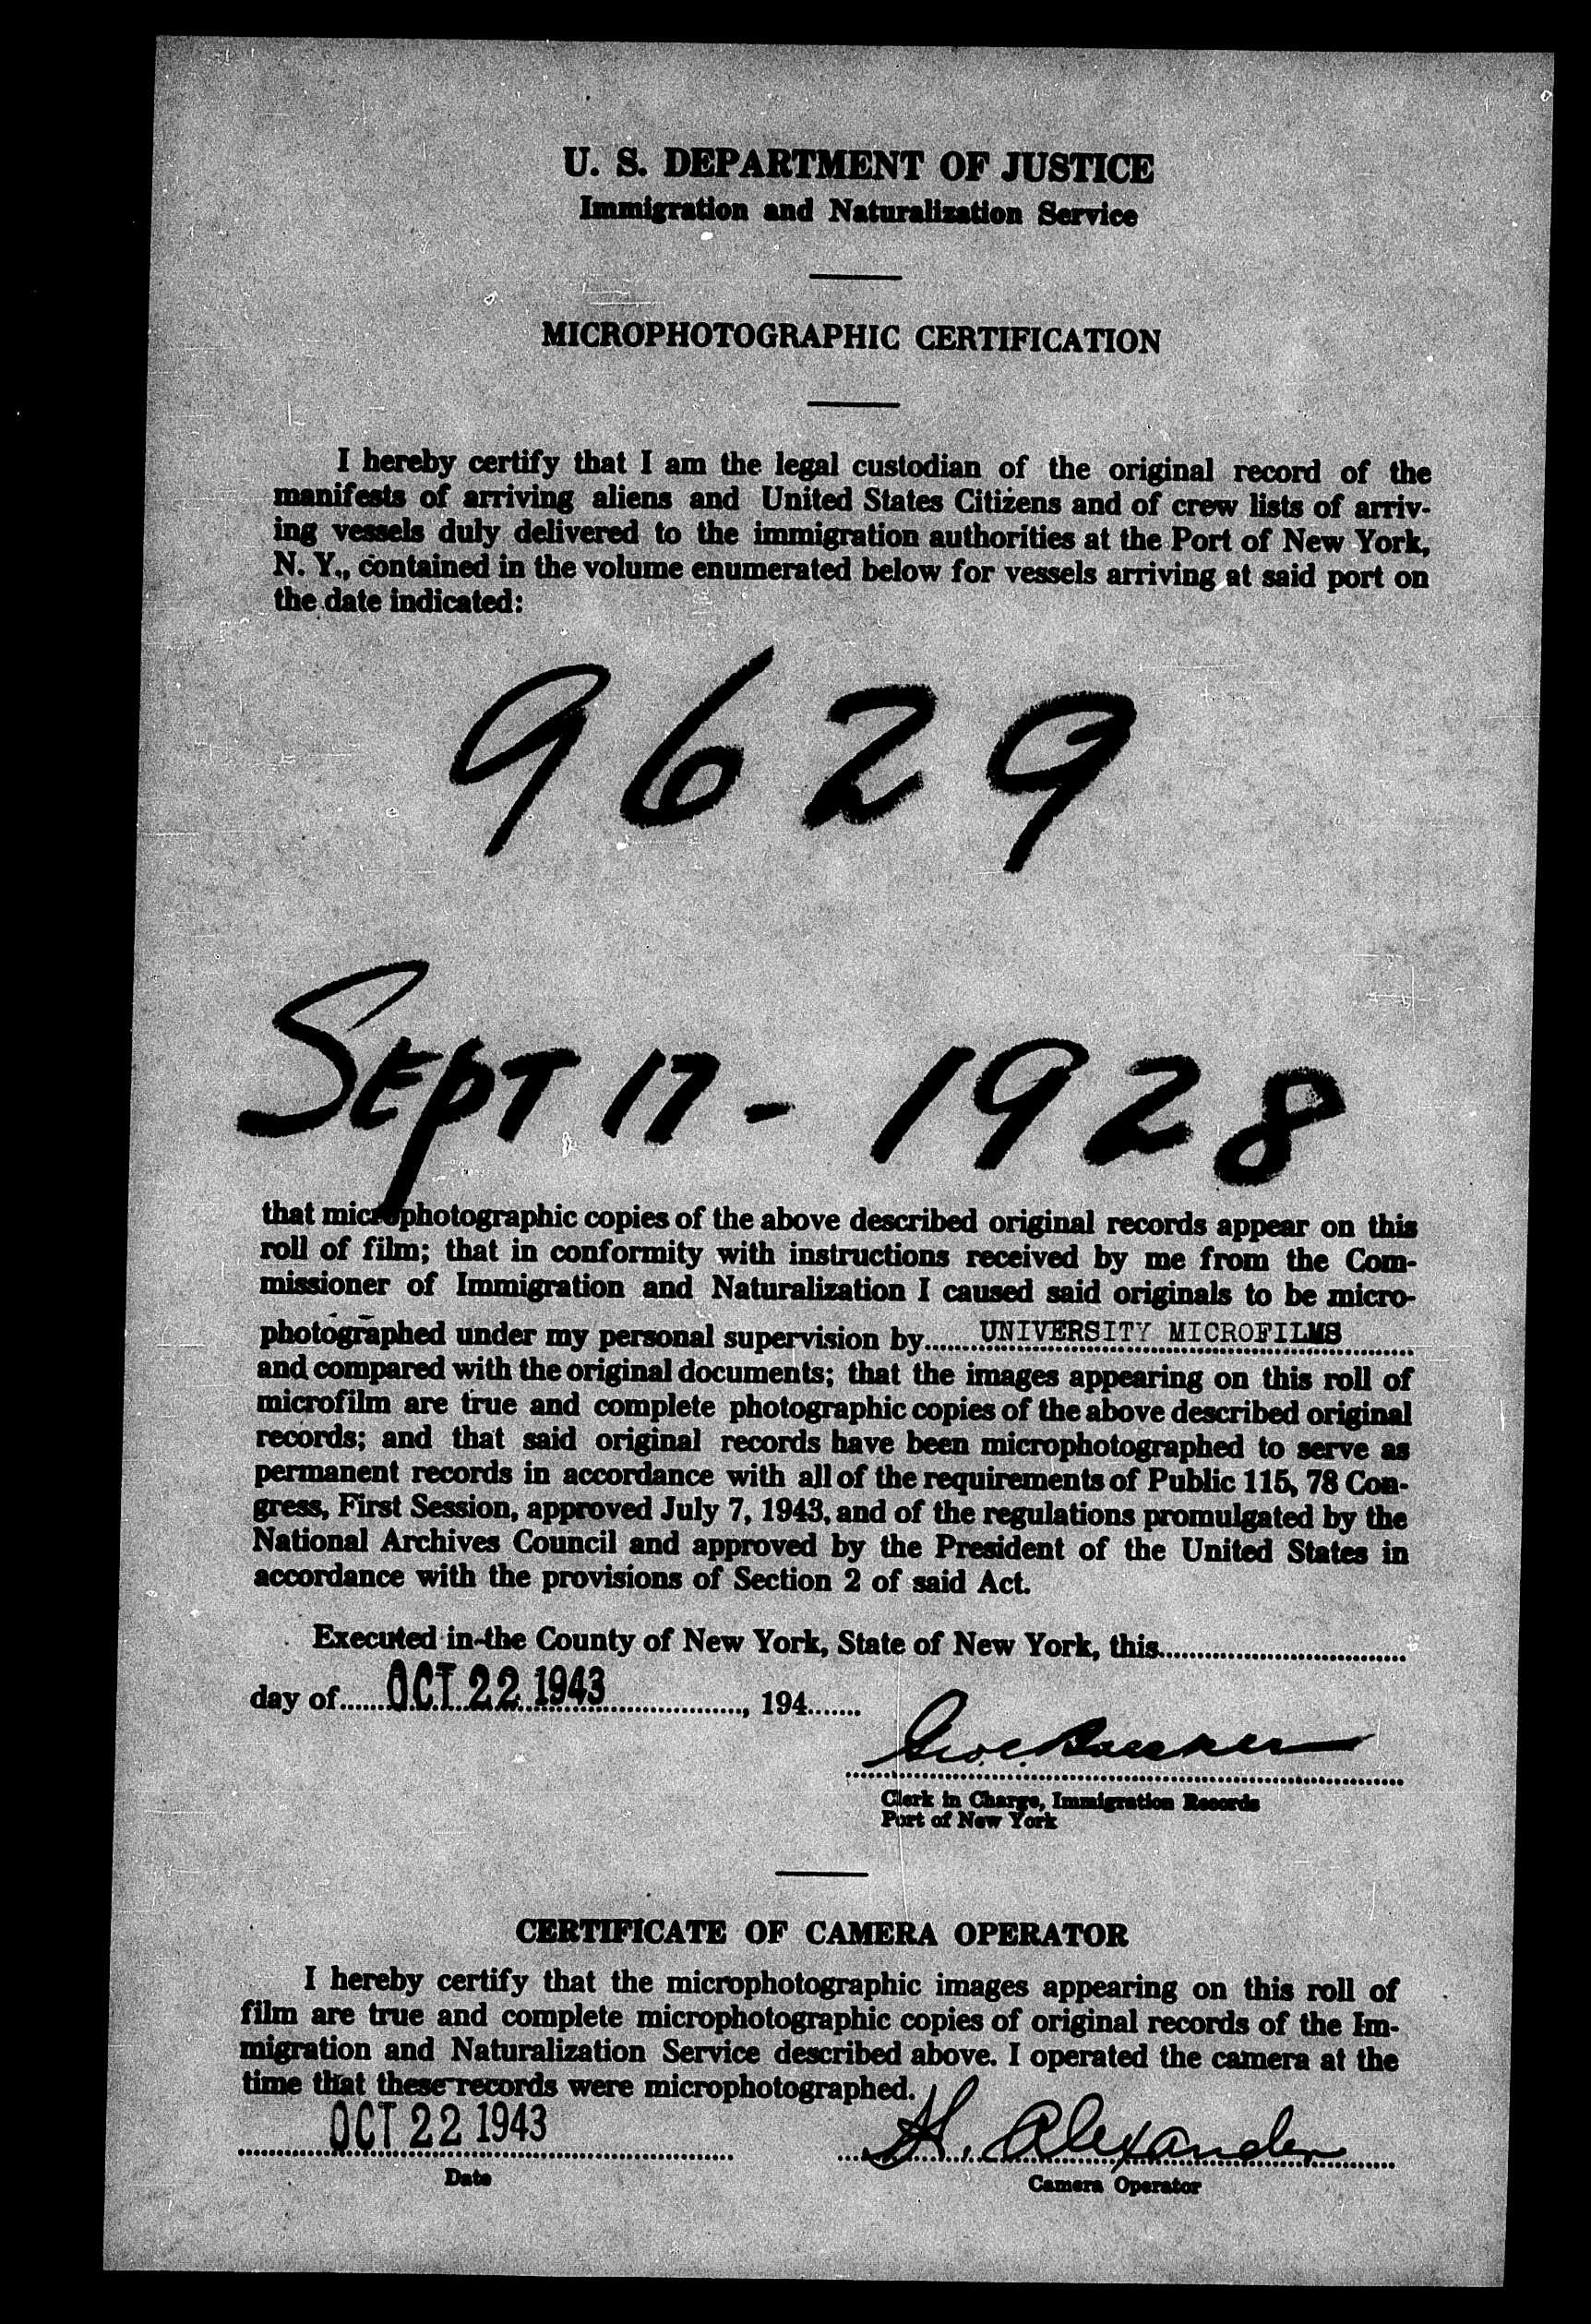 U. S. DEPARTMENT OF JUSTICE
Immigration and Naturalization Service
MICROPHOTOGRAPHIC CERTIFICATION
I hereby certify that I am the legal custodian of the original record of the
manifests of arriving aliens and United States Citizens and of crew lists of arriv-
ing vessels duly delivered to the immigration authorities at the Port of New York,
N. Y., contained in the volume enumerated below for vessels arriving at said port on
the date indicated:
9629
SEPT 17 - 1928
that microphotographic copies of the above described original records appear on this
roll of film; that in conformity with instructions received by me from the Com-
missioner of Immigration and Naturalization I caused said originals to be micro-
photographed under my personal supervision by UNIVERSITY MICROFILMS
and compared with the original documents; that the images appearing on this roll of
microfilm are true and complete photographic copies of the above described original
records; and that said original records have been microphotographed to serve as
permanent records in accordance with all of the requirements of Public 115, 78 Con-
gress, First Session, approved July 7, 1943, and of the regulations promulgated by the
National Archives Council and approved by the President of the United States in
accordance with the provisions of Section 2 of said Act.
Executed in the County of New York, State of New York, this
day of OCT 22 1943, 194
Clerk in Charge, Immigration Records
Port of New York
CERTIFICATE OF CAMERA OPERATOR
I hereby certify that the microphotographic images appearing on this roll of
film are true and complete microphotographic copies of original records of the Im-
migration and Naturalization Service described above. I operated the camera at the
time that these records were microphotographed.
OCT 22 1943 H. Alexander
Date Camera Operator